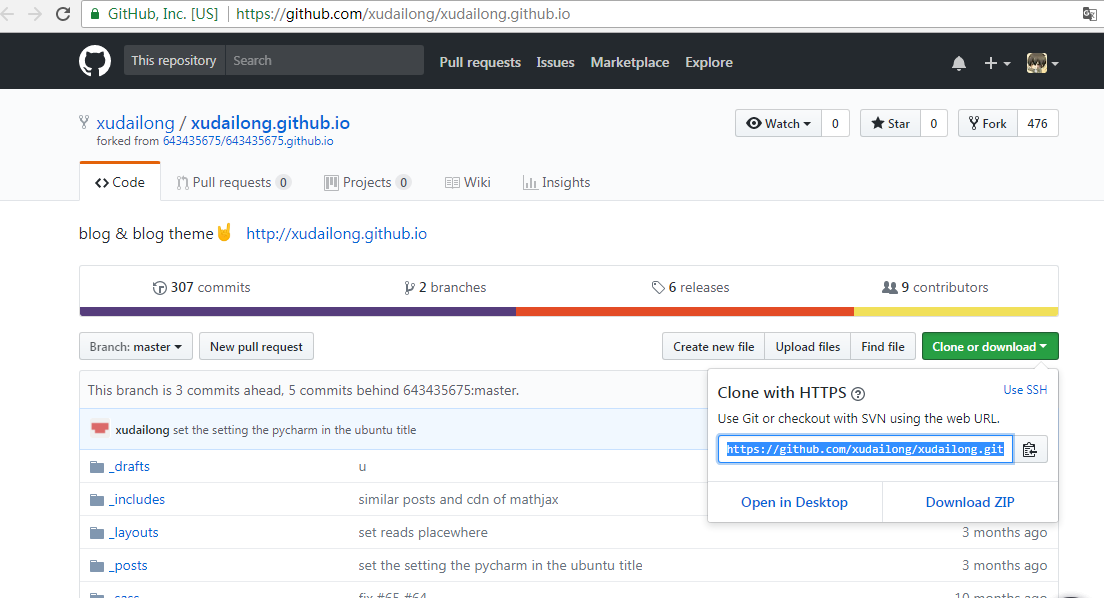 GitHub, Inc. [US] | https://github.com/xudailong/xudailong.github.io
This repository Search Pull requests Issues Marketplace Explore
xudailong / xudailong.github.io Watch 0 Star 0 Fork 476
forked from 643435675/643435675.github.io
Code Pull requests 0 Projects 0 Wiki Insights
blog & blog theme🤘 http://xudailong.github.io
307 commits 2 branches 6 releases 9 contributors
Branch: master New pull request Create new file Upload files Find file Clone or download
This branch is 3 commits ahead, 5 commits behind 643435675:master.
Clone with HTTPS Use SSH
Use Git or checkout with SVN using the web URL.
https://github.com/xudailong/xudailong.git
Open in Desktop Download ZIP
xudailong set the setting the pycharm in the ubuntu title
_drafts u
_includes similar posts and cdn of mathjax
_layouts set reads placewhere 3 months ago
_posts set the setting the pycharm in the ubuntu title 3 months ago
_sass fix #65 #64 10 months ago